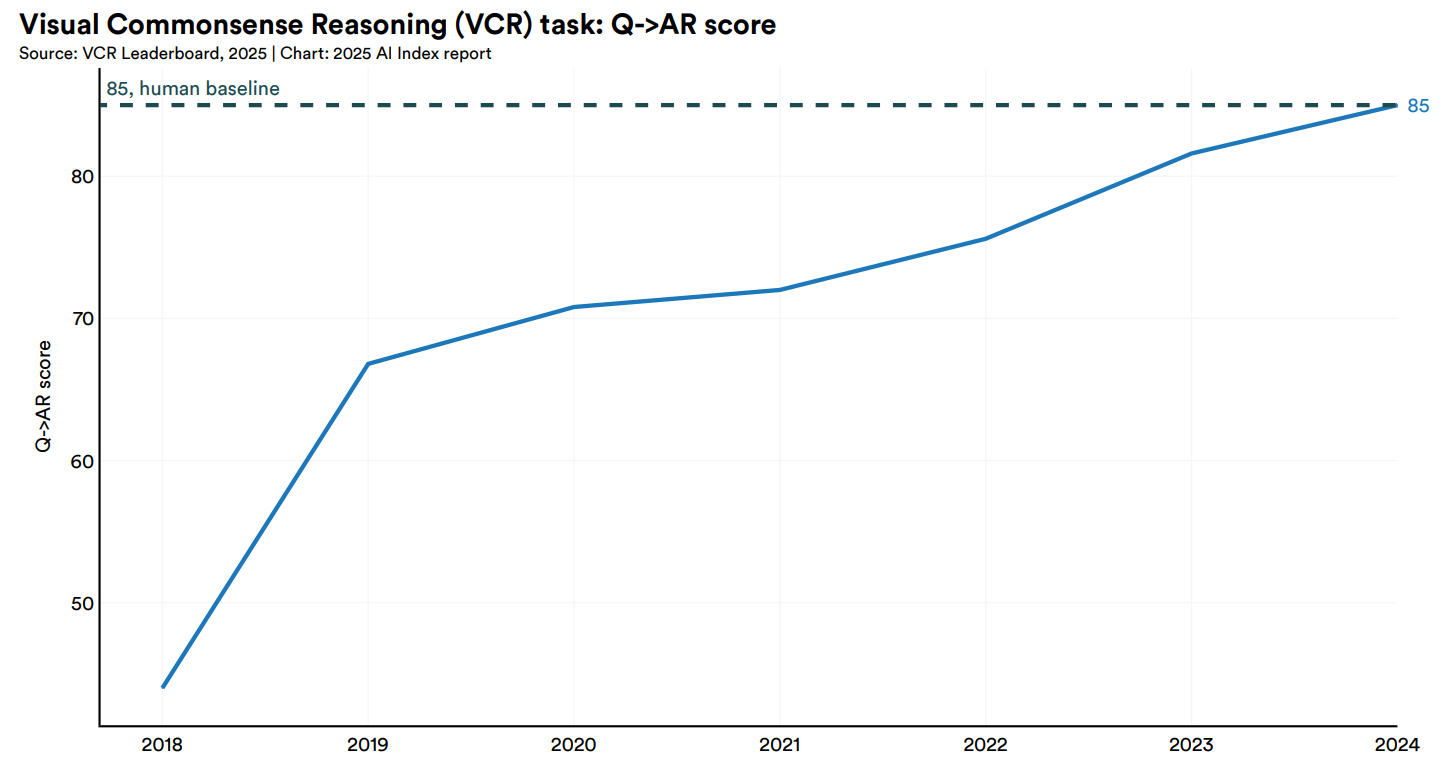 Visual Commonsense Reasoning (VCR) task: Q->AR score
Source: VCR Leaderboard, 2025 | Chart: 2025 AI Index report
85, human baseline
85
80
70
60
50
Q->AR score
2018 2019 2020 2021 2022 2023 2024